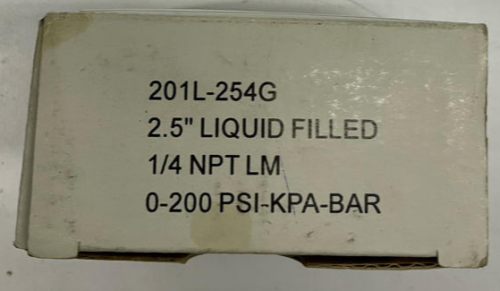 201L-254G
2.5" LIQUID FILLED
1/4 NPT LM
0-200 PSI-KPA-BAR